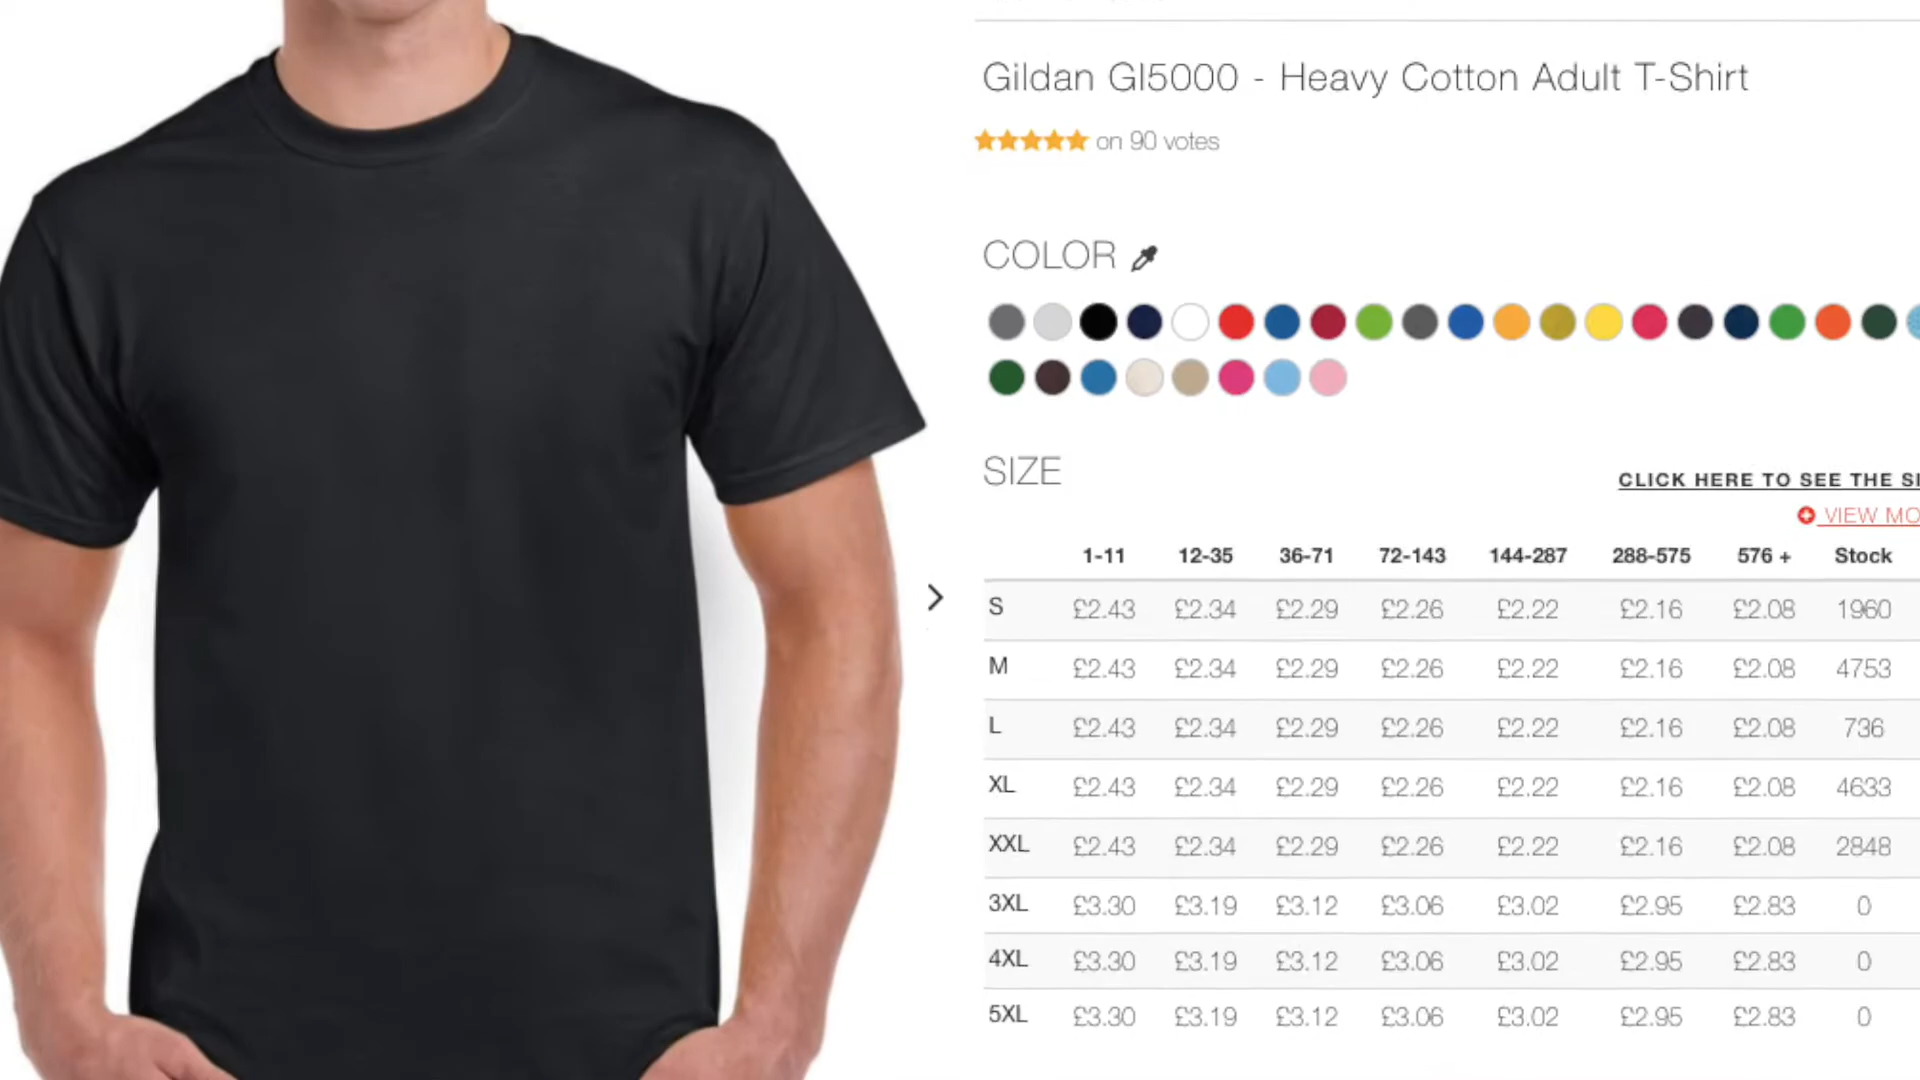 Gildan GI5000 - Heavy Cotton Adult T-Shirt
on 90 votes
COLOR
SIZE
CLICK HERE TO SEE THE
VIEW
1-11 12-35 36-71 72-143 144-287 288-575 576 + Stock
S £2.43 £2.34 £2.29 £2.26 £2.22 £2.16 £2.08 1960
M £2.43 £2.34 £2.29 £2.26 £2.22 £2.16 £2.08 4753
L £2.43 £2.34 £2.29 £2.26 £2.22 £2.16 £2.08 736
XL £2.43 £2.34 £2.29 £2.26 £2.22 £2.16 £2.08 4633
XXL £2.43 £2.34 £2.29 £2.26 £2.22 £2.16 £2.08 2848
3XL £3.30 £3.19 £3.12 £3.06 £3.02 £2.95 £2.83 0
4XL £3.30 £3.19 £3.12 £3.06 £3.02 £2.95 £2.83 0
5XL £3.30 £3.19 £3.12 £3.06 £3.02 £2.95 £2.83 0